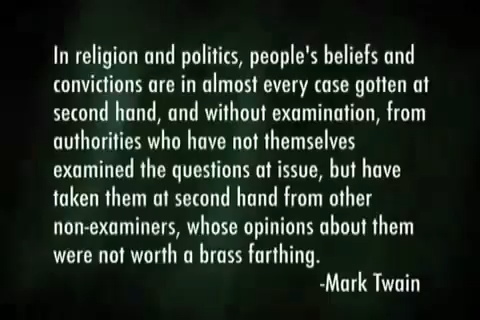 In religion and politics, people's beliefs and
convictions are in almost every case gotten at
second hand, and without examination, from
authorities who have not themselves
examined the questions at issue, but have
taken them at second hand from other
non-examiners, whose opinions about them
were not worth a brass farthing.
-Mark Twain